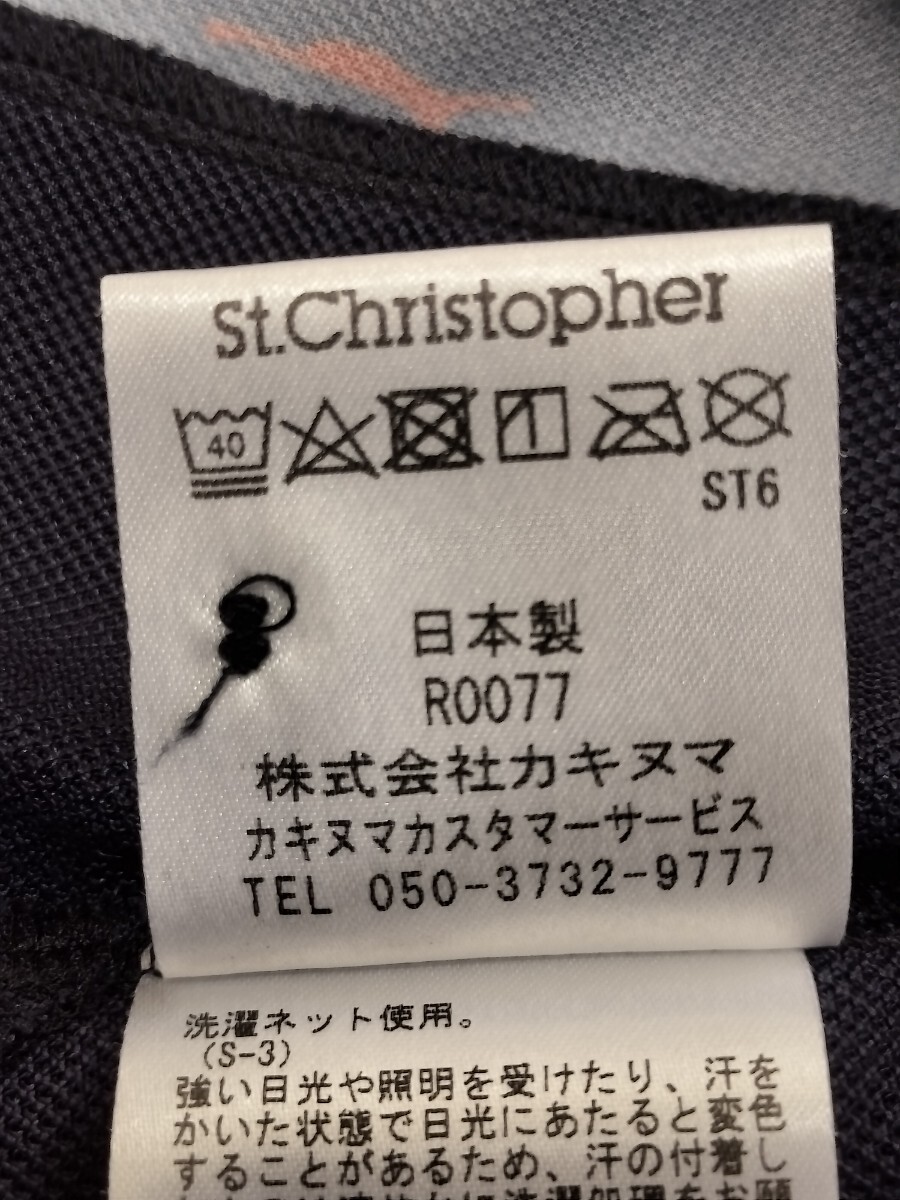 St.Christopher
40
ST6
日本製
R0077
株式会社カキヌマ
カキヌマカスタマーサービス
TEL 050-3732-9777
洗濯ネット使用。
(S-3)
強い日光や照明を受けたり、汗を
かいた状態で日光にあたると変色
することがあるため、汗の付着し